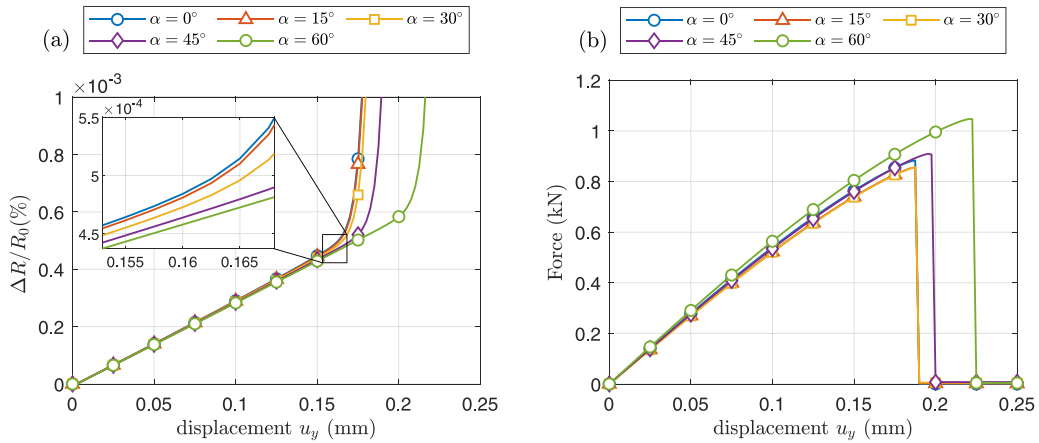 (a)
α = 0° α = 15° α = 30°
α = 45° α = 60°
×10⁻³
1
0.8
0.6
0.4
0.2
0
ΔR/R₀(%)
×10⁻⁴
5.5
5
4.5
0.155 0.16 0.165
0 0.05 0.1 0.15 0.2 0.25
displacement u_y (mm)
(b)
α = 0° α = 15° α = 30°
α = 45° α = 60°
1.2
1
0.8
0.6
0.4
0.2
0
Force (kN)
0 0.05 0.1 0.15 0.2 0.25
displacement u_y (mm)